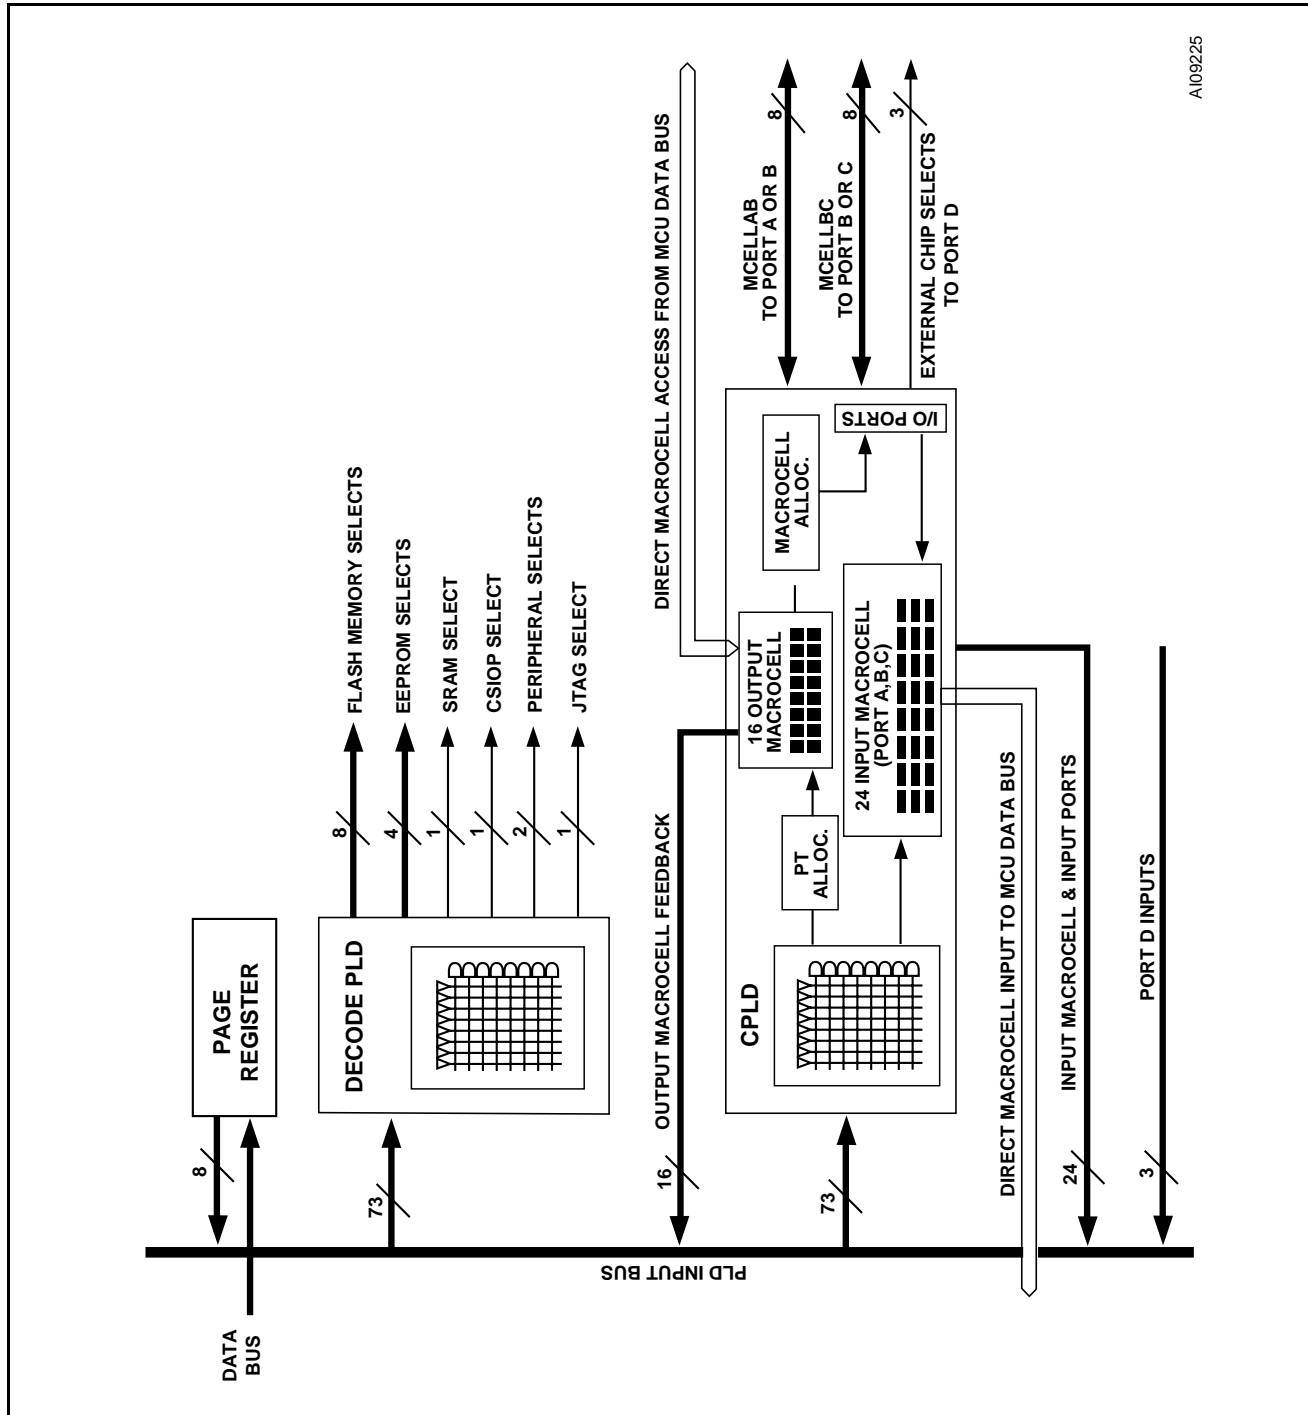 DATA
BUS
8
PAGE
REGISTER
73
DECODE PLD
8
FLASH MEMORY SELECTS
4
EEPROM SELECTS
1
SRAM SELECT
1
CSIOP SELECT
2
PERIPHERAL SELECTS
1
JTAG SELECT
PLD INPUT BUS
16
OUTPUT MACROCELL FEEDBACK
DIRECT MACROCELL ACCESS FROM MCU DATA BUS
73
CPLD
PT
ALLOC.
16 OUTPUT
MACROCELL
MACROCELL
ALLOC.
I/O PORTS
24 INPUT MACROCELL
(PORT A,B,C)
MCELLAB
TO PORT A OR B
8
MCELLBC
TO PORT B OR C
8
EXTERNAL CHIP SELECTS
TO PORT D
3
DIRECT MACROCELL INPUT TO MCU DATA BUS
24
INPUT MACROCELL & INPUT PORTS
3
PORT D INPUTS
AI09225